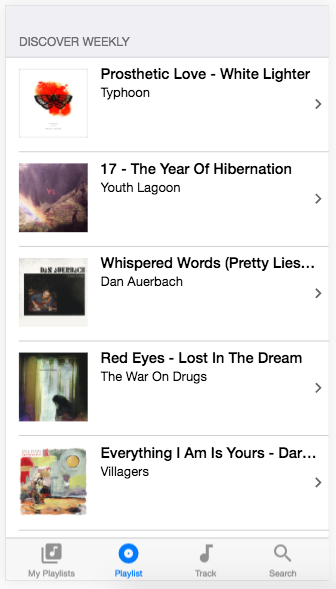 DISCOVER WEEKLY
Prosthetic Love - White Lighter
Typhoon
17 - The Year Of Hibernation
Youth Lagoon
Whispered Words (Pretty Lies...
DAN AUERBACH
Dan Auerbach
Red Eyes - Lost In The Dream
The War On Drugs
Everything I Am Is Yours - Dar...
Villagers
My Playlists
Playlist
Track
Search